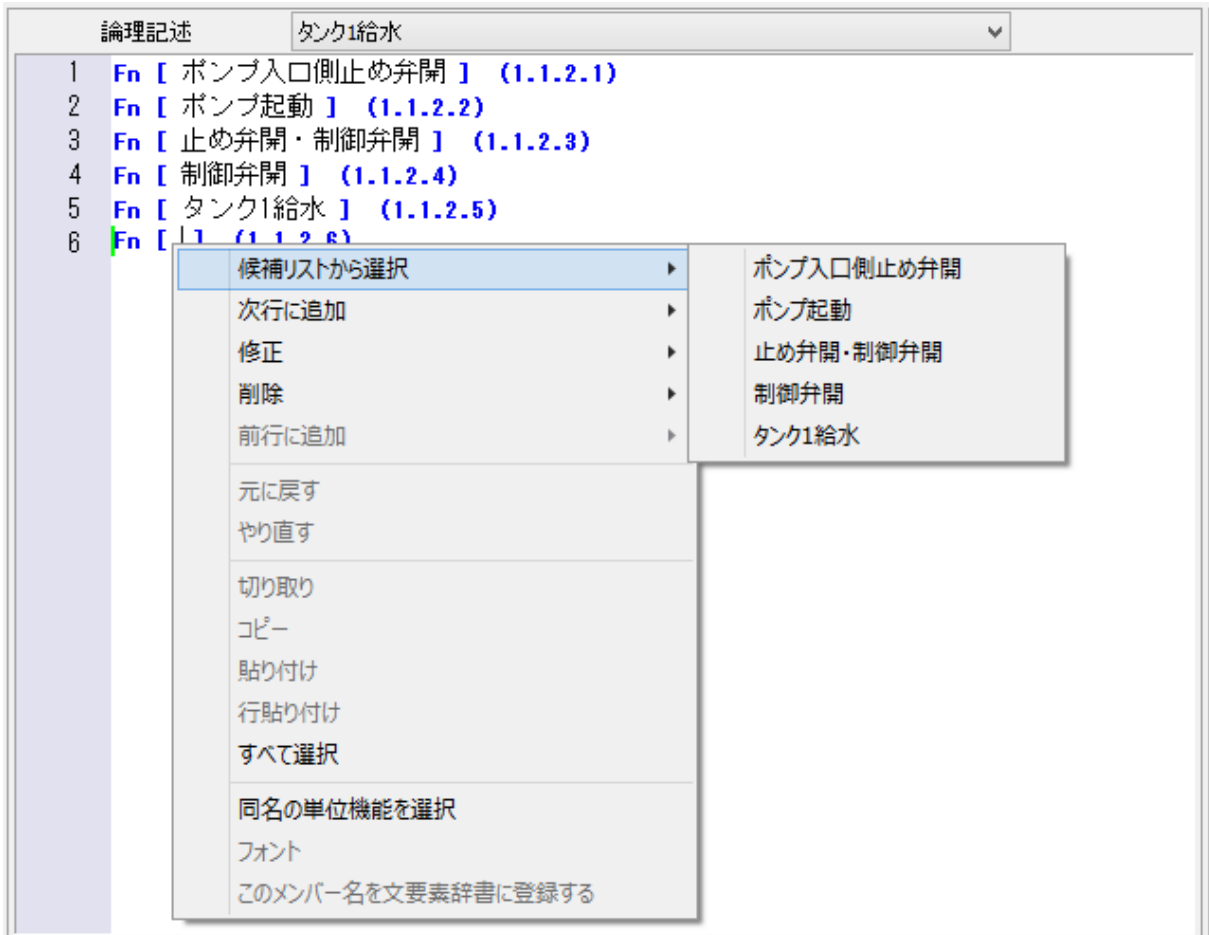 論理記述 タンク1給水
1 Fn [ ポンプ入口側止め弁開 ] (1.1.2.1)
2 Fn [ ポンプ起動 ] (1.1.2.2)
3 Fn [ 止め弁開・制御弁開 ] (1.1.2.3)
4 Fn [ 制御弁開 ] (1.1.2.4)
5 Fn [ タンク1給水 ] (1.1.2.5)
6 Fn [ ] (1.1.2.6)
候補リストから選択
次行に追加
修正
削除
前行に追加
元に戻す
やり直す
切り取り
コピー
貼り付け
行貼り付け
すべて選択
同名の単位機能を選択
フォント
このメンバー名を文要素辞書に登録する
ポンプ入口側止め弁開
ポンプ起動
止め弁開・制御弁開
制御弁開
タンク1給水